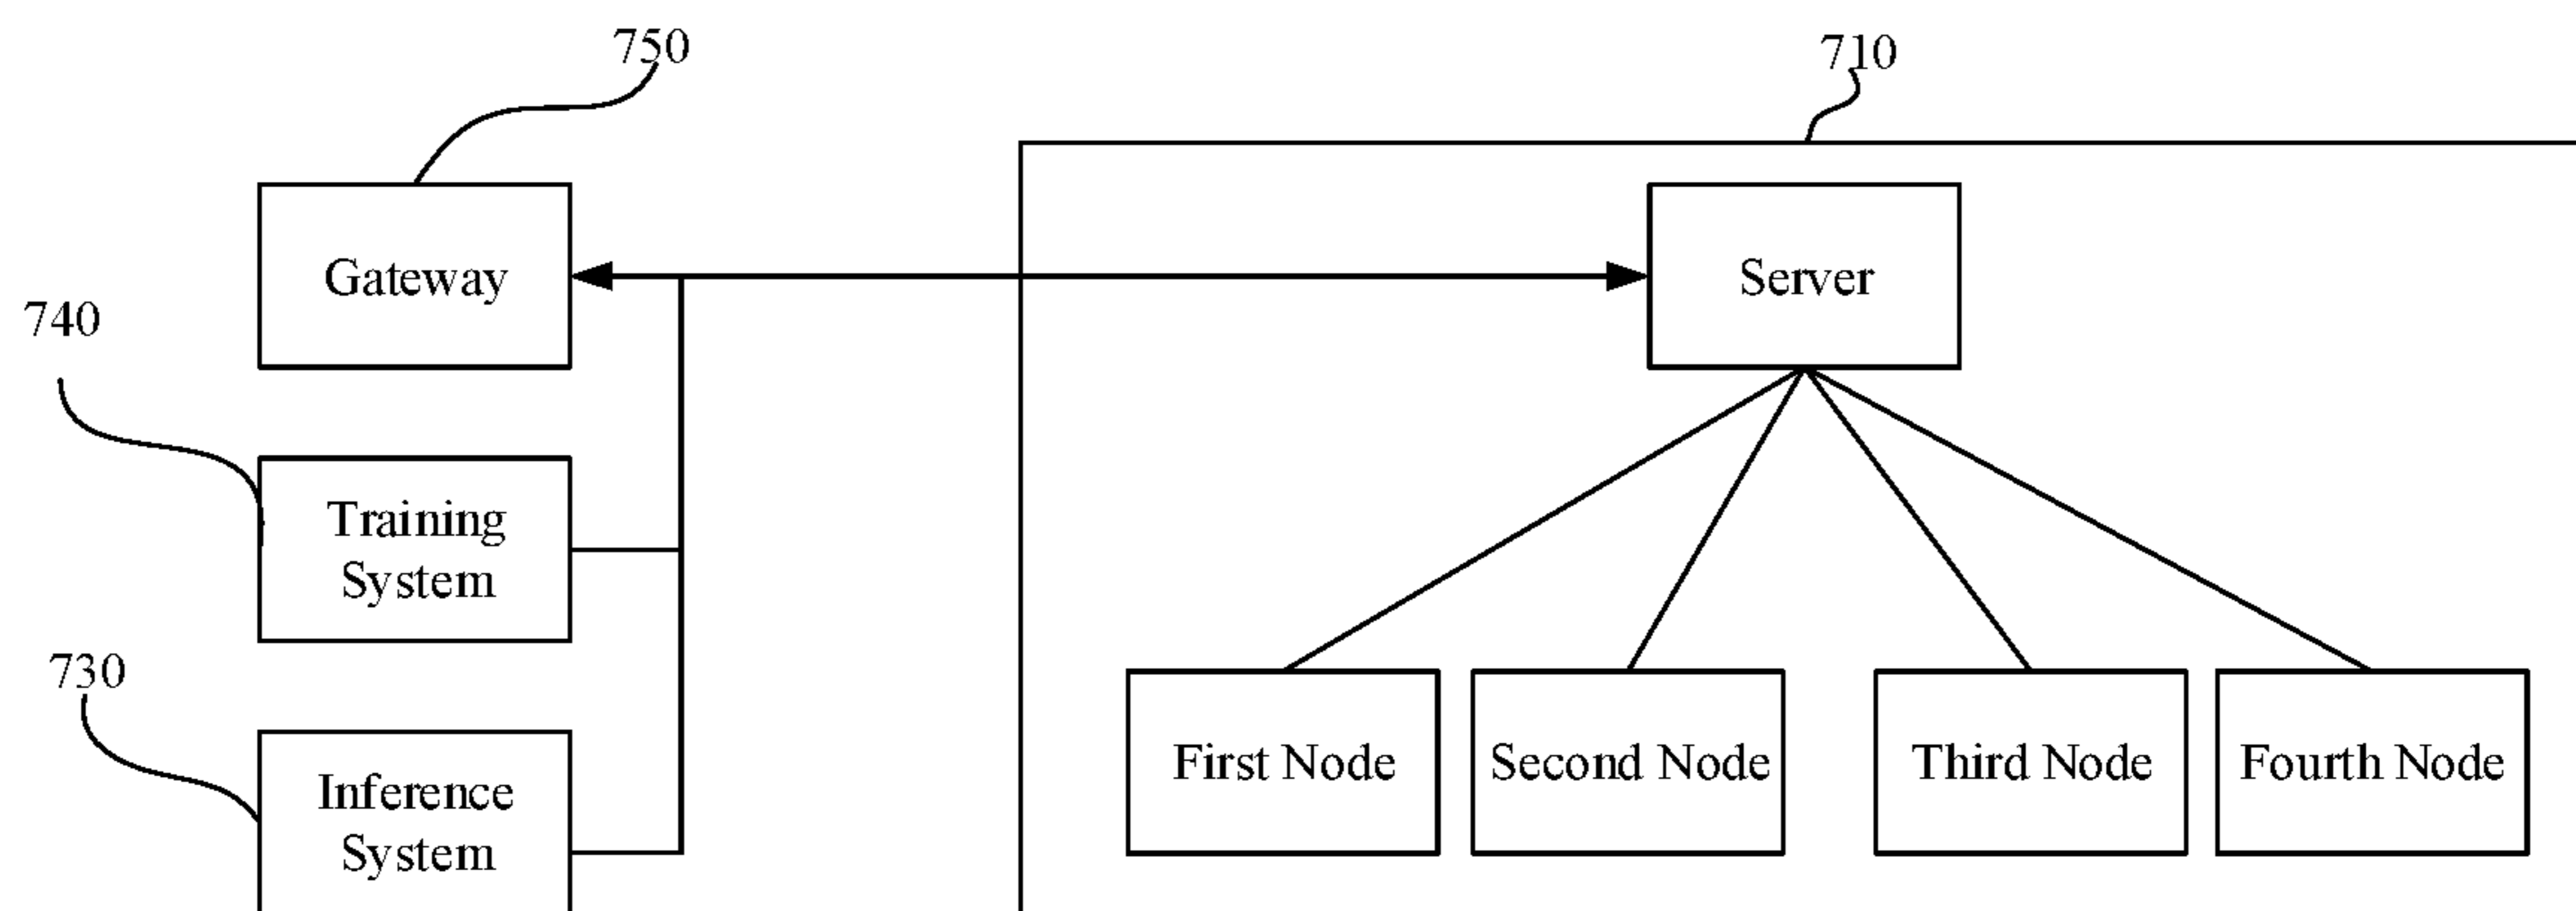 750
710
Gateway
Server
740
Training
System
730
First Node
Second Node
Third Node
Fourth Node
Inference
System